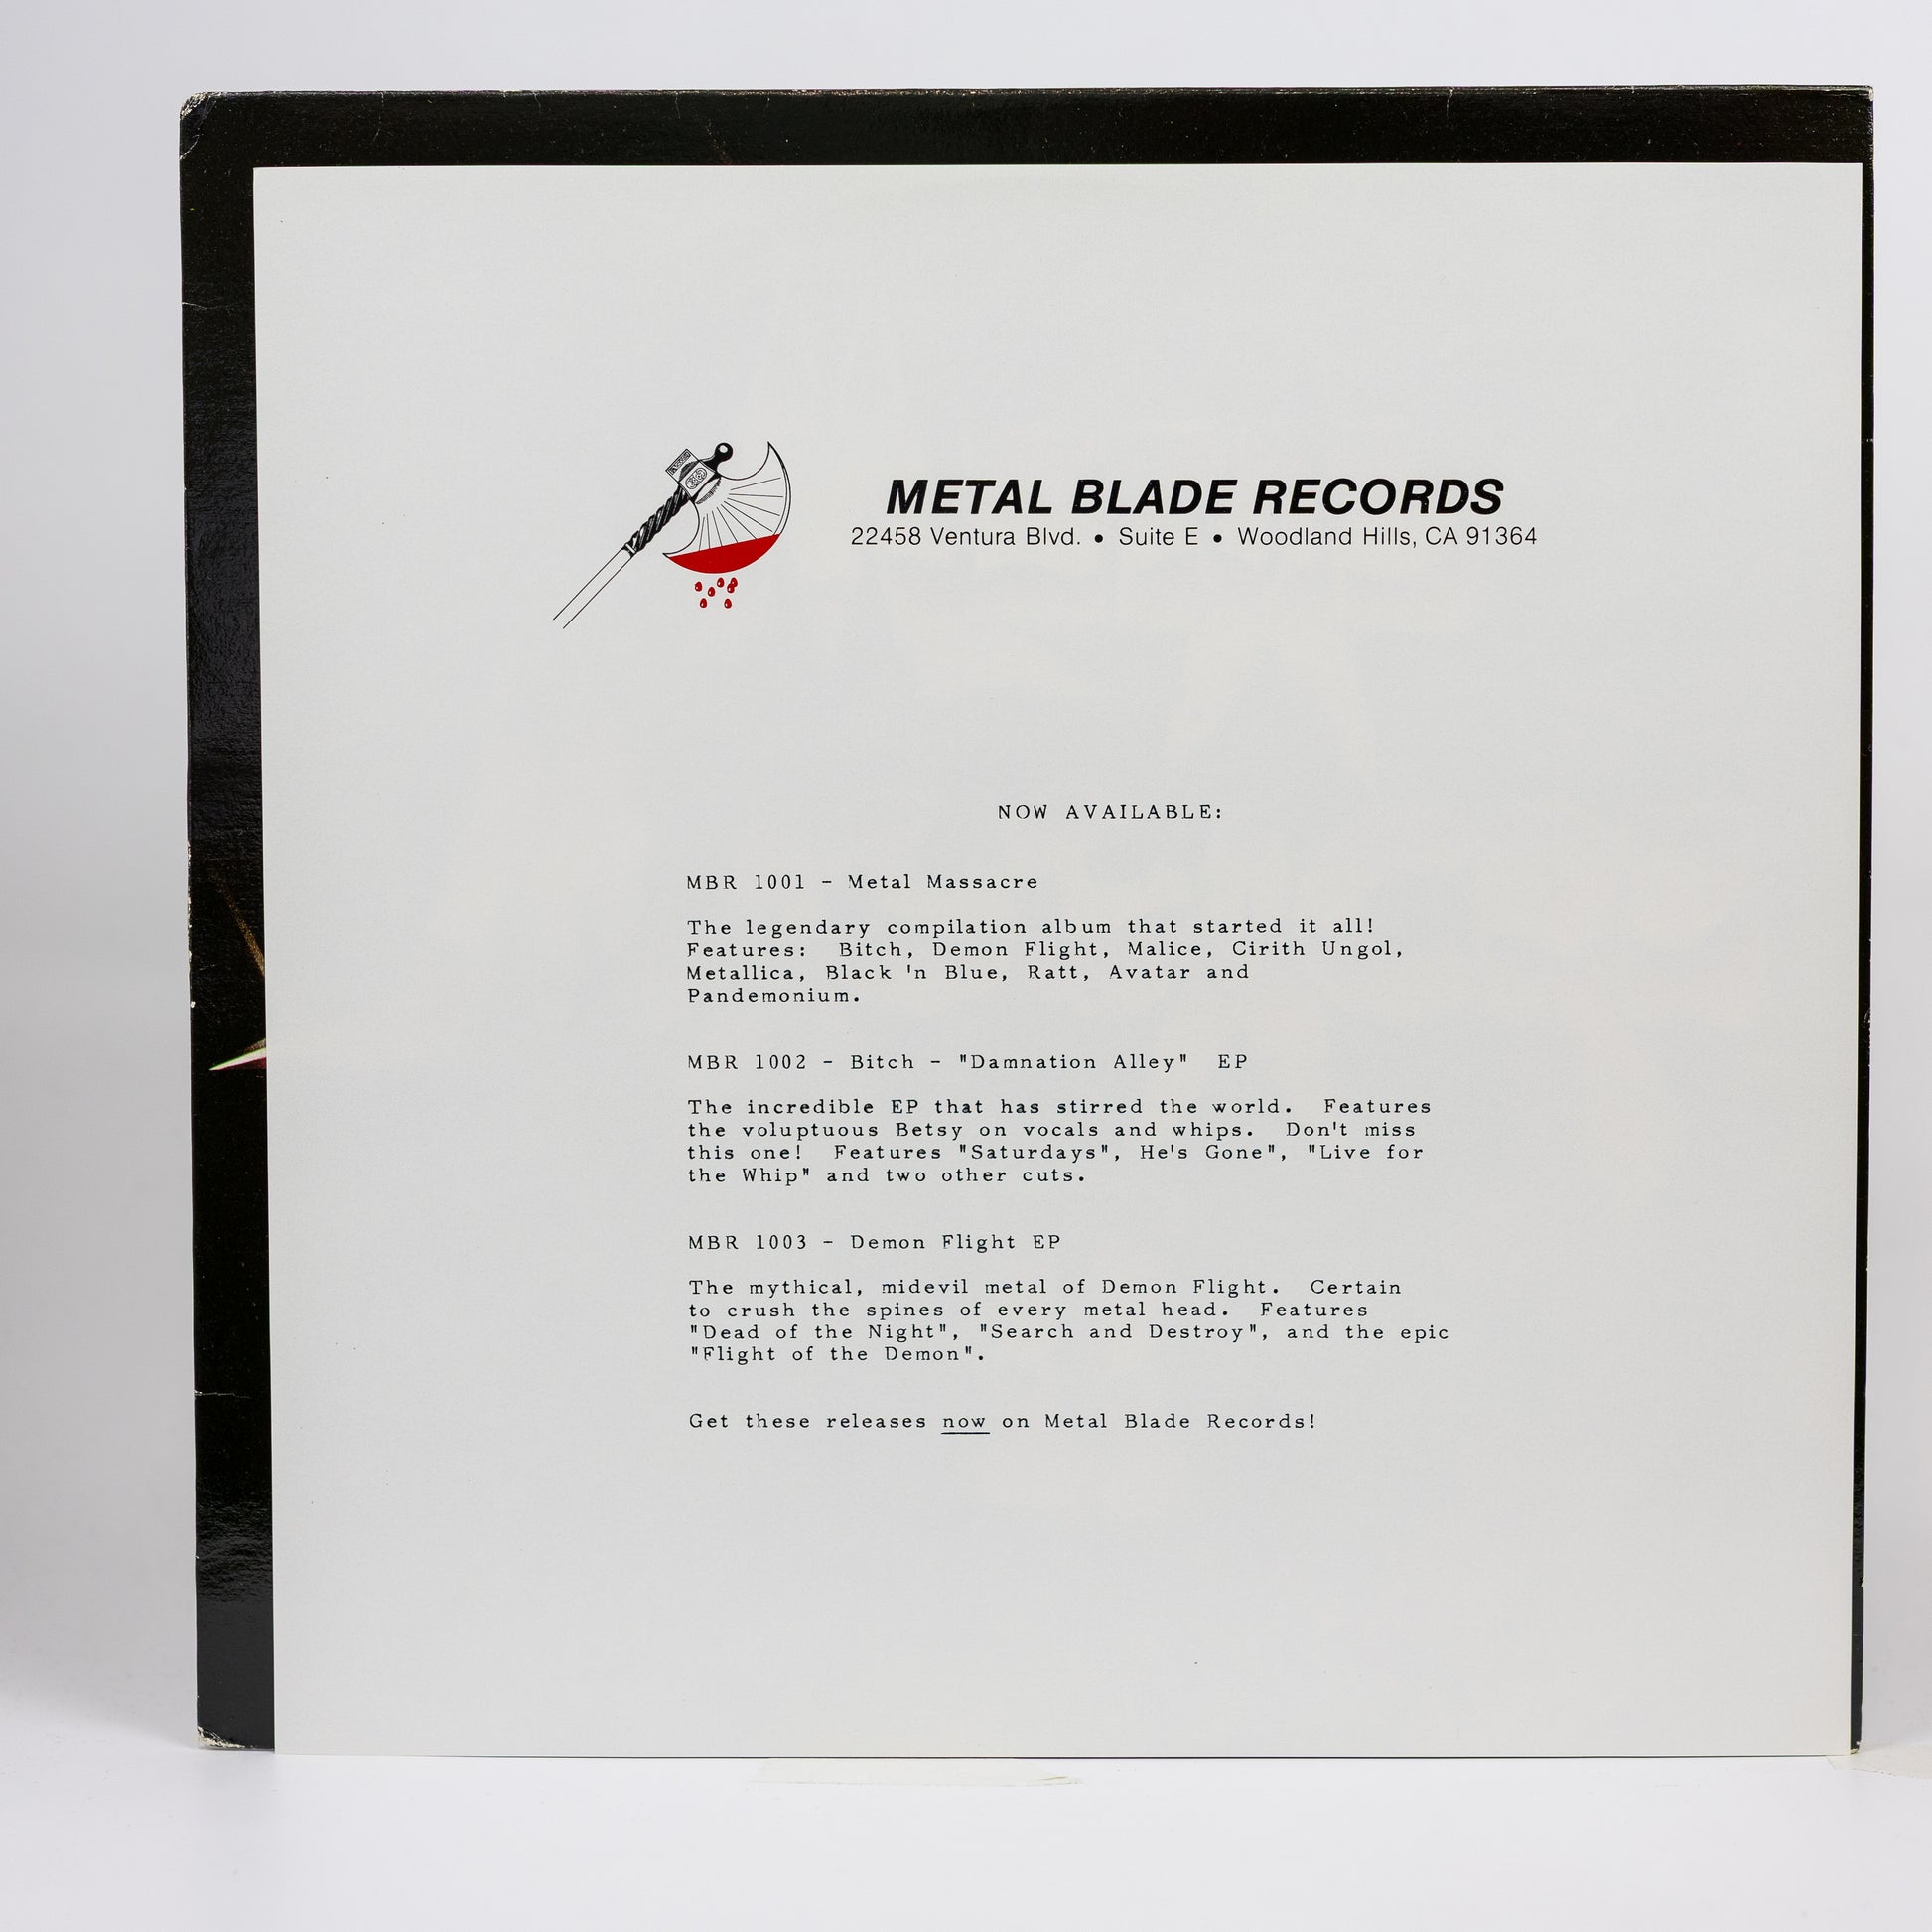 METAL BLADE RECORDS
22458 Ventura Blvd. • Suite E • Woodland Hills, CA 91364
NOW AVAILABLE:
MBR 1001 - Metal Massacre
The legendary compilation album that started it all!
Features: Bitch, Demon Flight, Malice, Cirith Ungol,
Metallica, Black 'n Blue, Ratt, Avatar and
Pandemonium.
MBR 1002 - Bitch - "Damnation Alley" EP
The incredible EP that has stirred the world. Features
the voluptuous Betsy on vocals and whips. Don't miss
this one! Features "Saturdays", He's Gone", "Live for
the Whip" and two other cuts.
MBR 1003 - Demon Flight EP
The mythical, midevil metal of Demon Flight. Certain
to crush the spines of every metal head. Features
"Dead of the Night", "Search and Destroy", and the epic
"Flight of the Demon".
Get these releases now on Metal Blade Records!